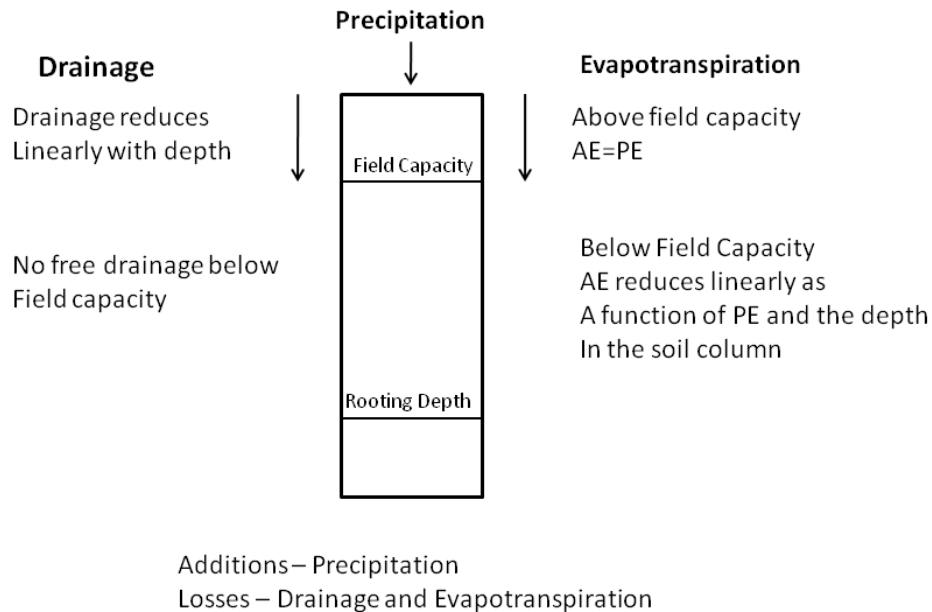 Precipitation
Drainage
Evapotranspiration
Drainage reduces
Linearly with depth
Above field capacity
AE=PE
Field Capacity
No free drainage below
Field capacity
Below Field Capacity
AE reduces linearly as
A function of PE and the depth
In the soil column
Rooting Depth
Additions – Precipitation
Losses – Drainage and Evapotranspiration